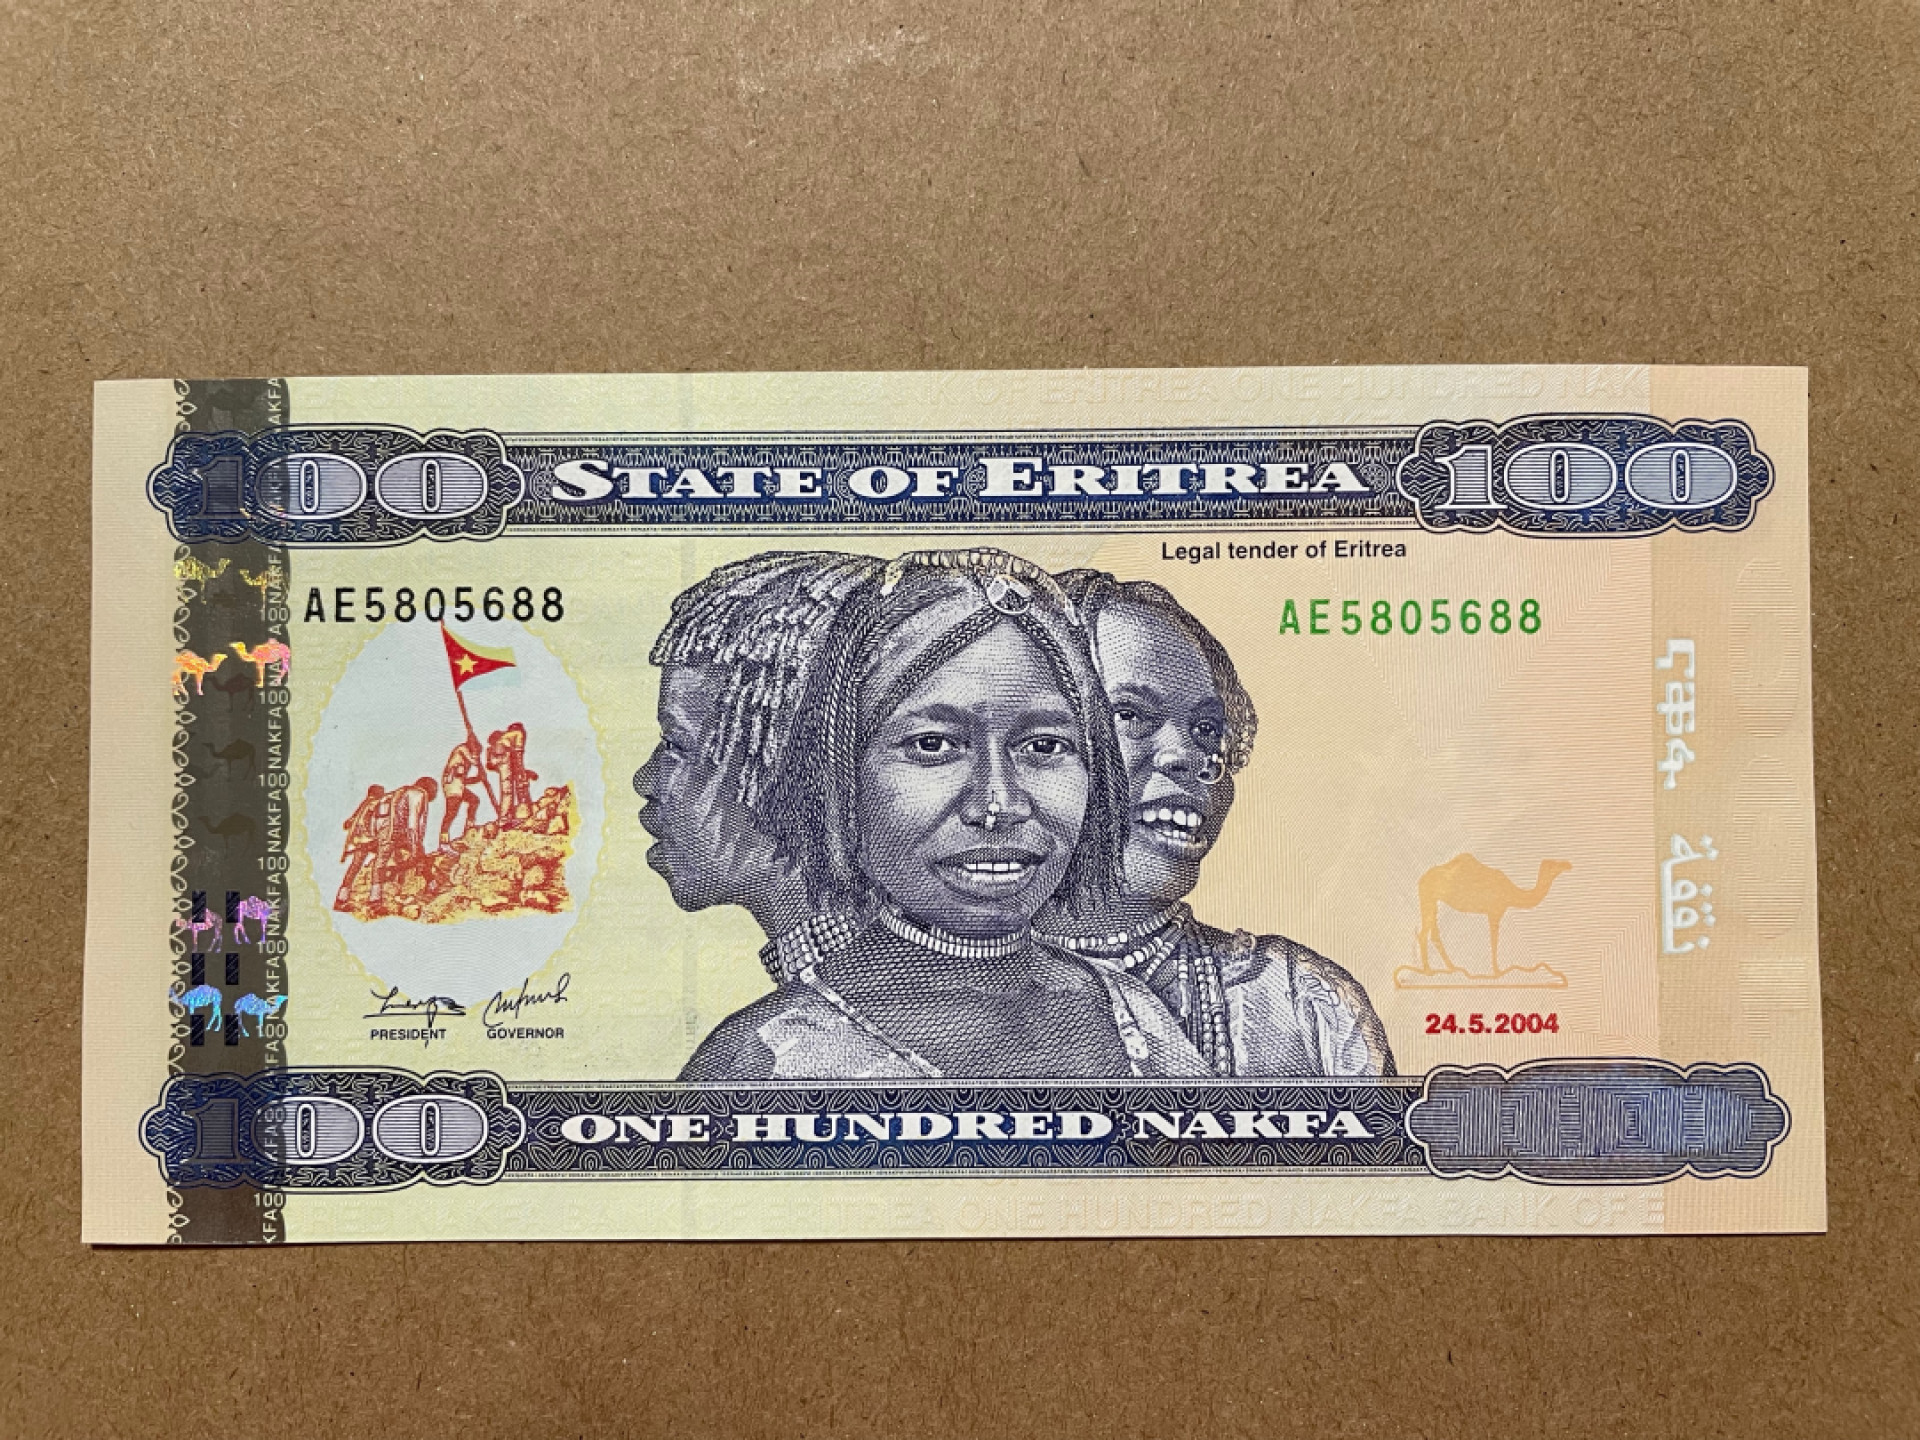 100 STATE OF ERITREA 100
Legal tender of Eritrea
AE5805688 AE5805688
ናቕፋ نقفة
PRESIDENT GOVERNOR
24.5.2004
100 ONE HUNDRED NAKFA